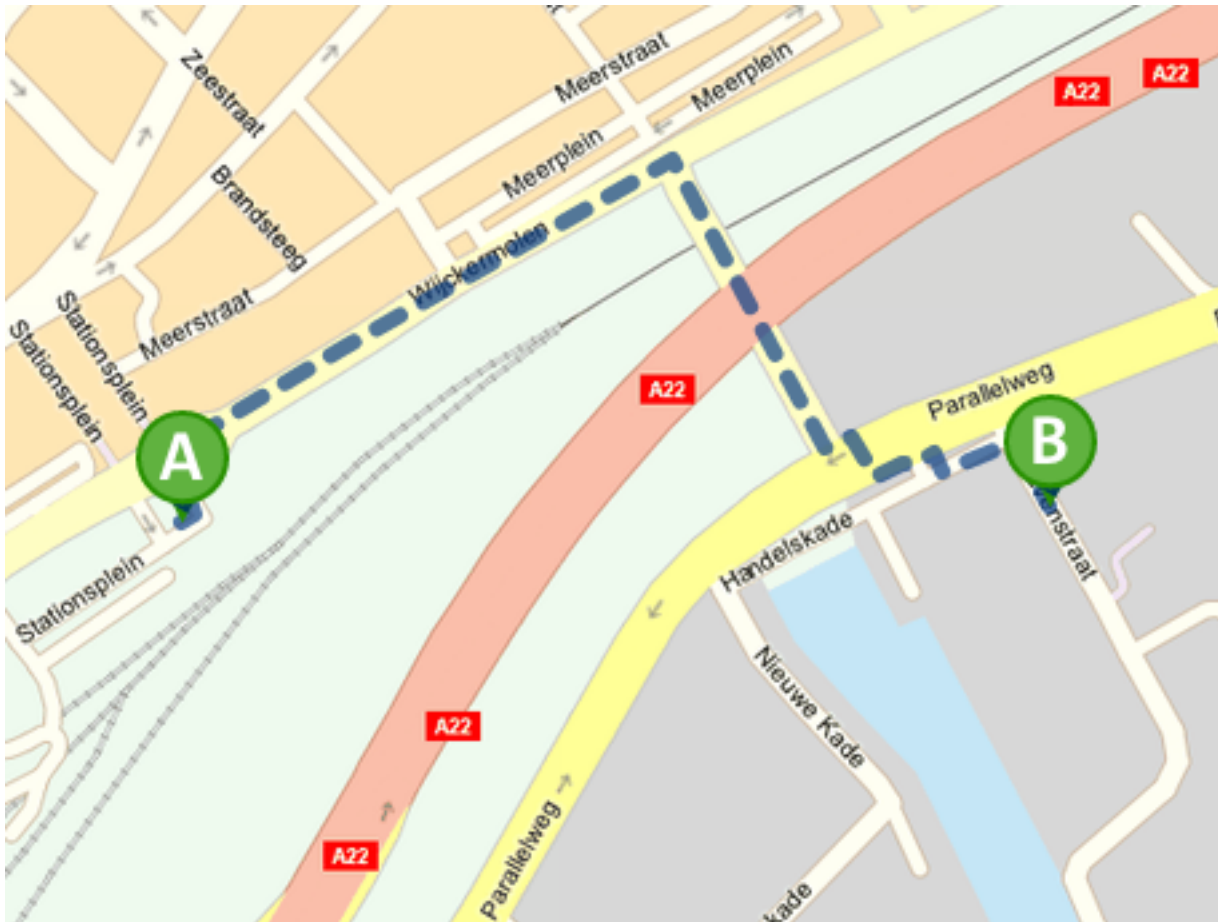 Zeestraat
Meerstraat
Meerplein
A22
A22
Brandsteeg
Meerplein
Wijckermolen
Stationsplein
Stationsplein
Meerstraat
A22
Parallelweg
A
B
Handelskade
Stationsplein
Nieuwe Kade
A22
Parallelweg
A22
kade